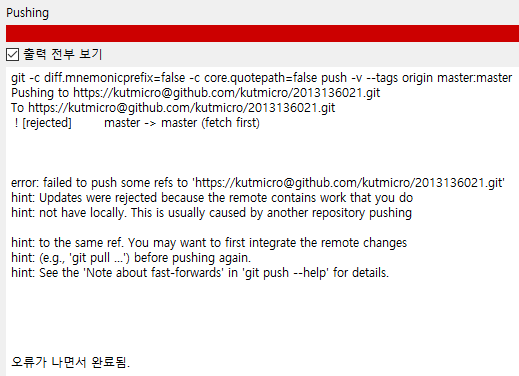 Pushing
출력 전부 보기
git -c diff.mnemonicprefix=false -c core.quotepath=false push -v --tags origin master:master
Pushing to https://kutmicro@github.com/kutmicro/2013136021.git
To https://kutmicro@github.com/kutmicro/2013136021.git
! [rejected]        master -> master (fetch first)
error: failed to push some refs to 'https://kutmicro@github.com/kutmicro/2013136021.git'
hint: Updates were rejected because the remote contains work that you do
hint: not have locally. This is usually caused by another repository pushing
hint: to the same ref. You may want to first integrate the remote changes
hint: (e.g., 'git pull ...') before pushing again.
hint: See the 'Note about fast-forwards' in 'git push --help' for details.
오류가 나면서 완료됨.